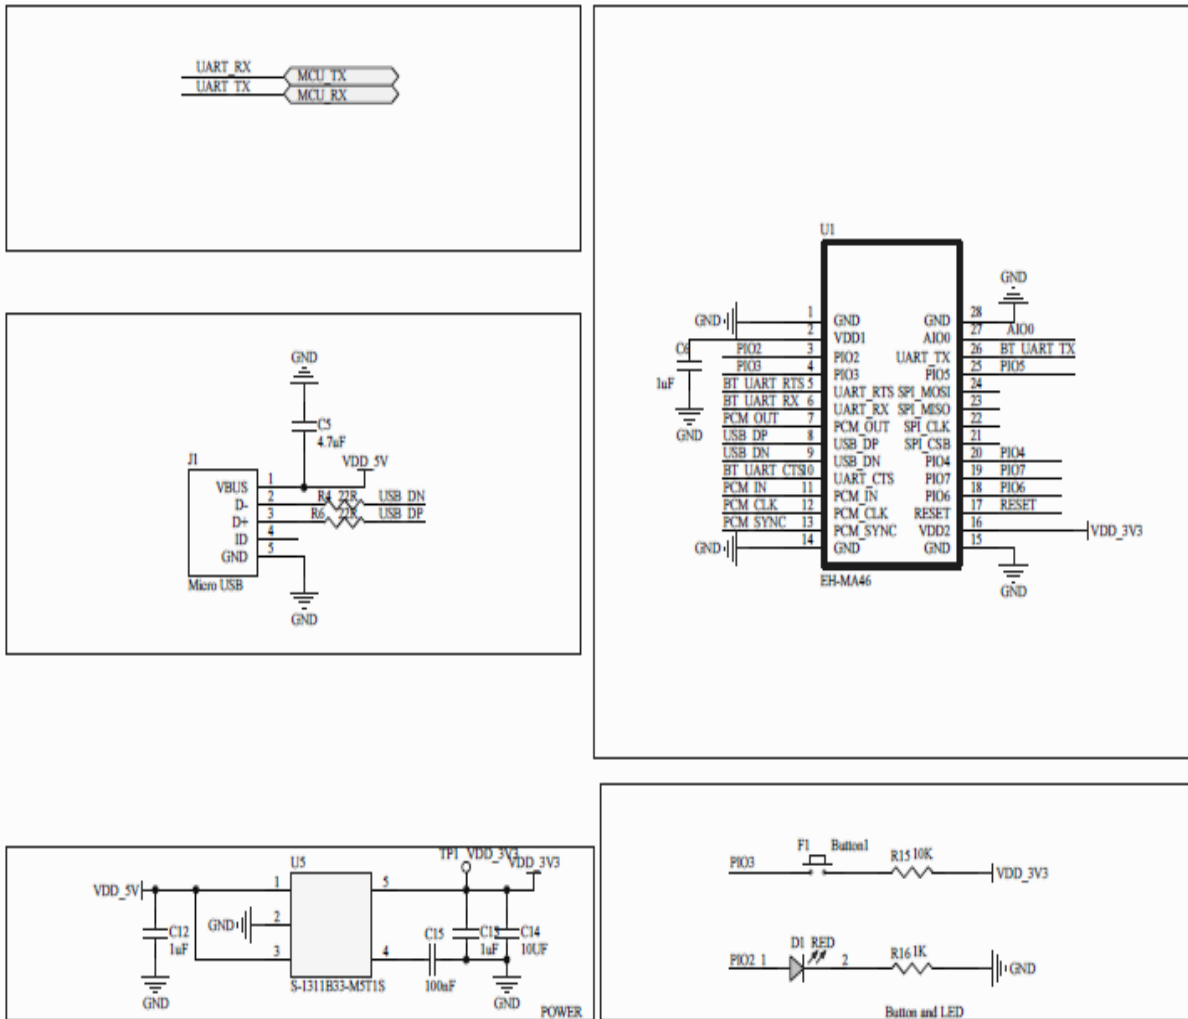 UART_RX
MCU_TX
UART_TX
MCU_RX
GND
C5
4.7uF
J1
VDD_5V
VBUS 1
D- 2 R4 22R USB_DN
D+ 3 R6 22R USB_DP
ID 4
GND 5
Micro USB
GND
U1
GND
GND 1 GND GND 28
2 VDD1 AIO0 27 AIO0
C6
1uF
GND
PIO2 3 PIO2 UART_TX 26 BT_UART_TX
PIO3 4 PIO3 PIO5 25 PIO5
BT_UART_RTS 5 UART_RTS SPI_MOSI 24
BT_UART_RX 6 UART_RX SPI_MISO 23
PCM_OUT 7 PCM_OUT SPI_CLK 22
USB_DP 8 USB_DP SPI_CSB 21
USB_DN 9 USB_DN PIO4 20 PIO4
BT_UART_CTS 10 UART_CTS PIO7 19 PIO7
PCM_IN 11 PCM_IN PIO6 18 PIO6
PCM_CLK 12 PCM_CLK RESET 17 RESET
PCM_SYNC 13 PCM_SYNC VDD2 16 VDD_3V3
GND 14 GND GND 15
GND
EH-MA46
U5
TP1 VDD_3V3
VDD_3V3
VDD_5V 1 5
C12
1uF
GND
GND 2
3 4
C15
100nF
1uF
C14
10UF
S-1311B33-M5T1S
GND
POWER
F1 Button1
PIO3 R15 10K VDD_3V3
D1 RED
PIO2 1 2 R16 1K GND
Button and LED